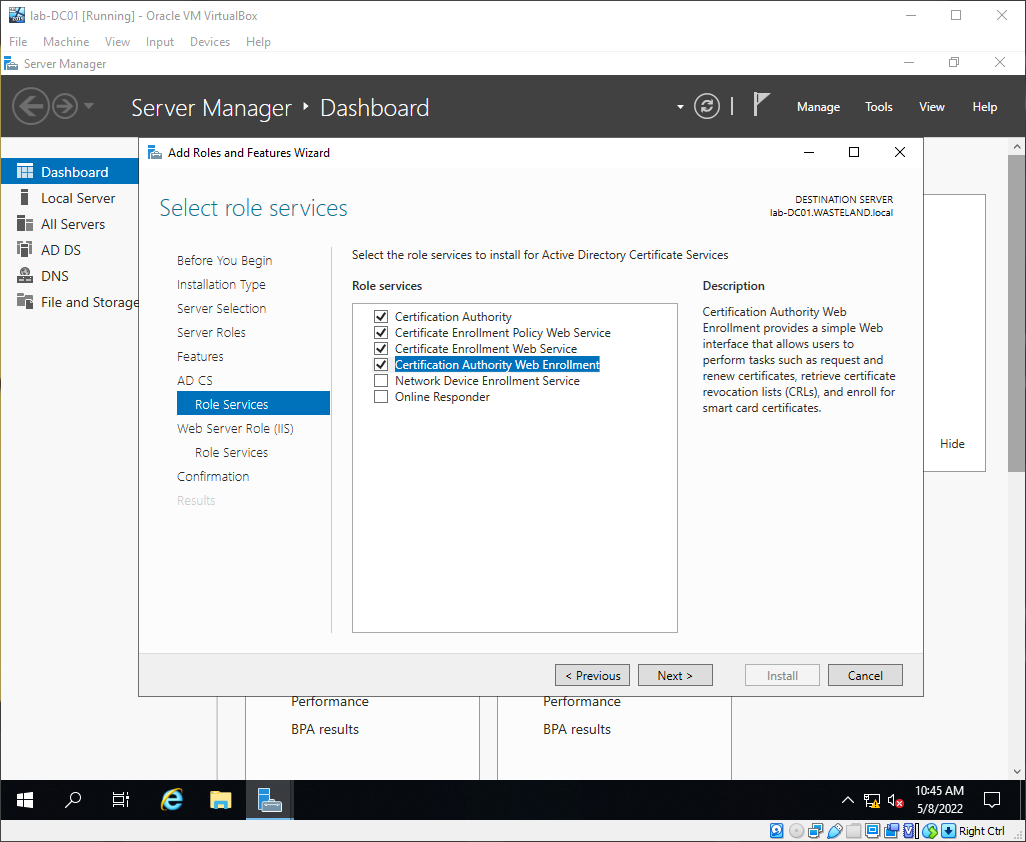 lab-DC01 [Running] - Oracle VM VirtualBox
File Machine View Input Devices Help
Server Manager
Server Manager ‣ Dashboard
Manage Tools View Help
Dashboard
Local Server
All Servers
AD DS
DNS
File and Storage
Add Roles and Features Wizard
Select role services
DESTINATION SERVER
lab-DC01.WASTELAND.local
Before You Begin
Installation Type
Server Selection
Server Roles
Features
AD CS
Role Services
Web Server Role (IIS)
Role Services
Confirmation
Results
Select the role services to install for Active Directory Certificate Services
Role services
Certification Authority
Certificate Enrollment Policy Web Service
Certificate Enrollment Web Service
Certification Authority Web Enrollment
Network Device Enrollment Service
Online Responder
Description
Certification Authority Web
Enrollment provides a simple Web
interface that allows users to
perform tasks such as request and
renew certificates, retrieve certificate
revocation lists (CRLs), and enroll for
smart card certificates.
Hide
< Previous Next > Install Cancel
Performance
BPA results
Performance
BPA results
10:45 AM
5/8/2022
Right Ctrl